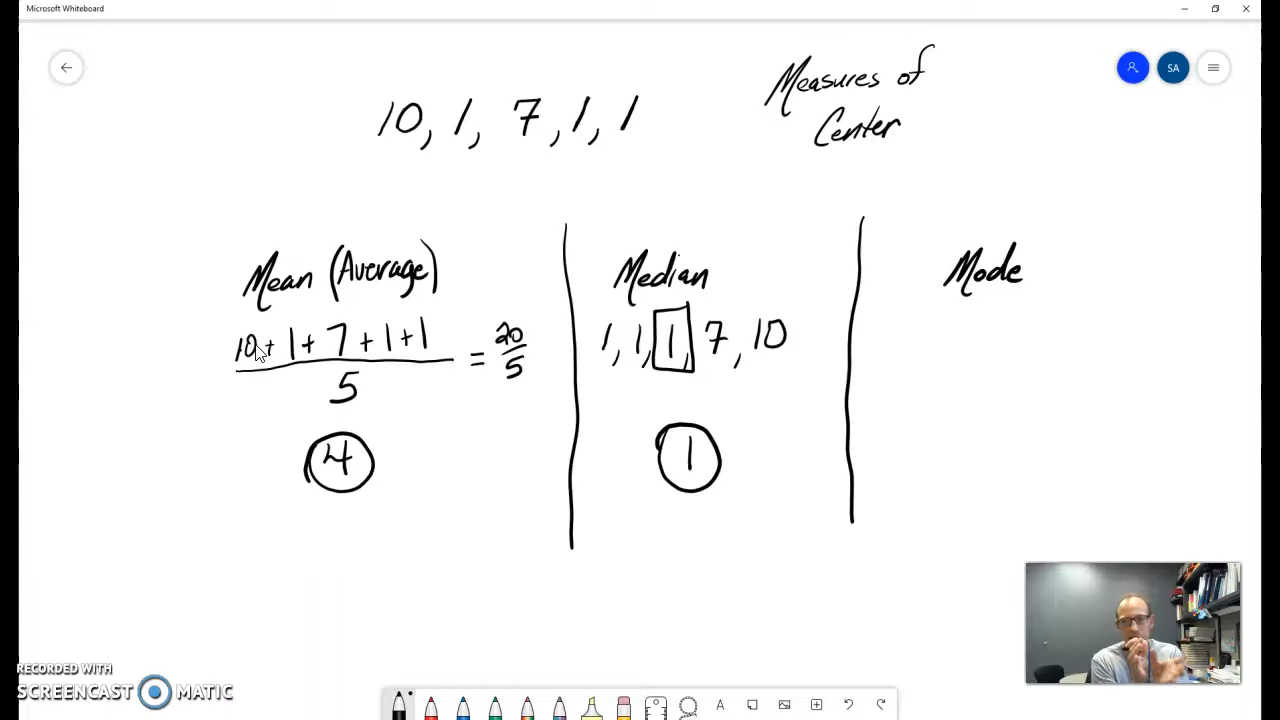 Microsoft Whiteboard
SA
Measures of
Center
10, 1, 7, 1, 1
Mean (Average)
10 + 1 + 7 + 1 + 1
5
= 20
5
4
Median
1, 1, 1, 7, 10
1
Mode
RECORDED WITH
SCREENCAST MATIC
A